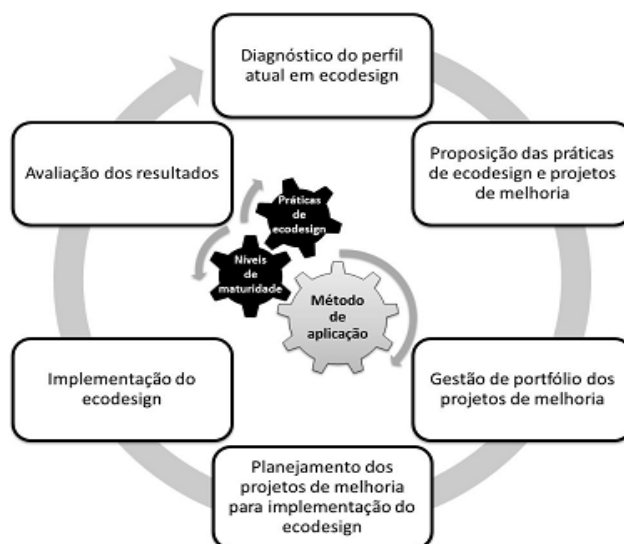 Diagnóstico do perfil
atual em ecodesign
Proposição das práticas
de ecodesign e projetos
de melhoria
Gestão de portfólio dos
projetos de melhoria
Planejamento dos
projetos de melhoria
para implementação do
ecodesign
Implementação do
ecodesign
Avaliação dos resultados
Práticas
de
ecodesign
Níveis
de
maturidade
Método
de
aplicação